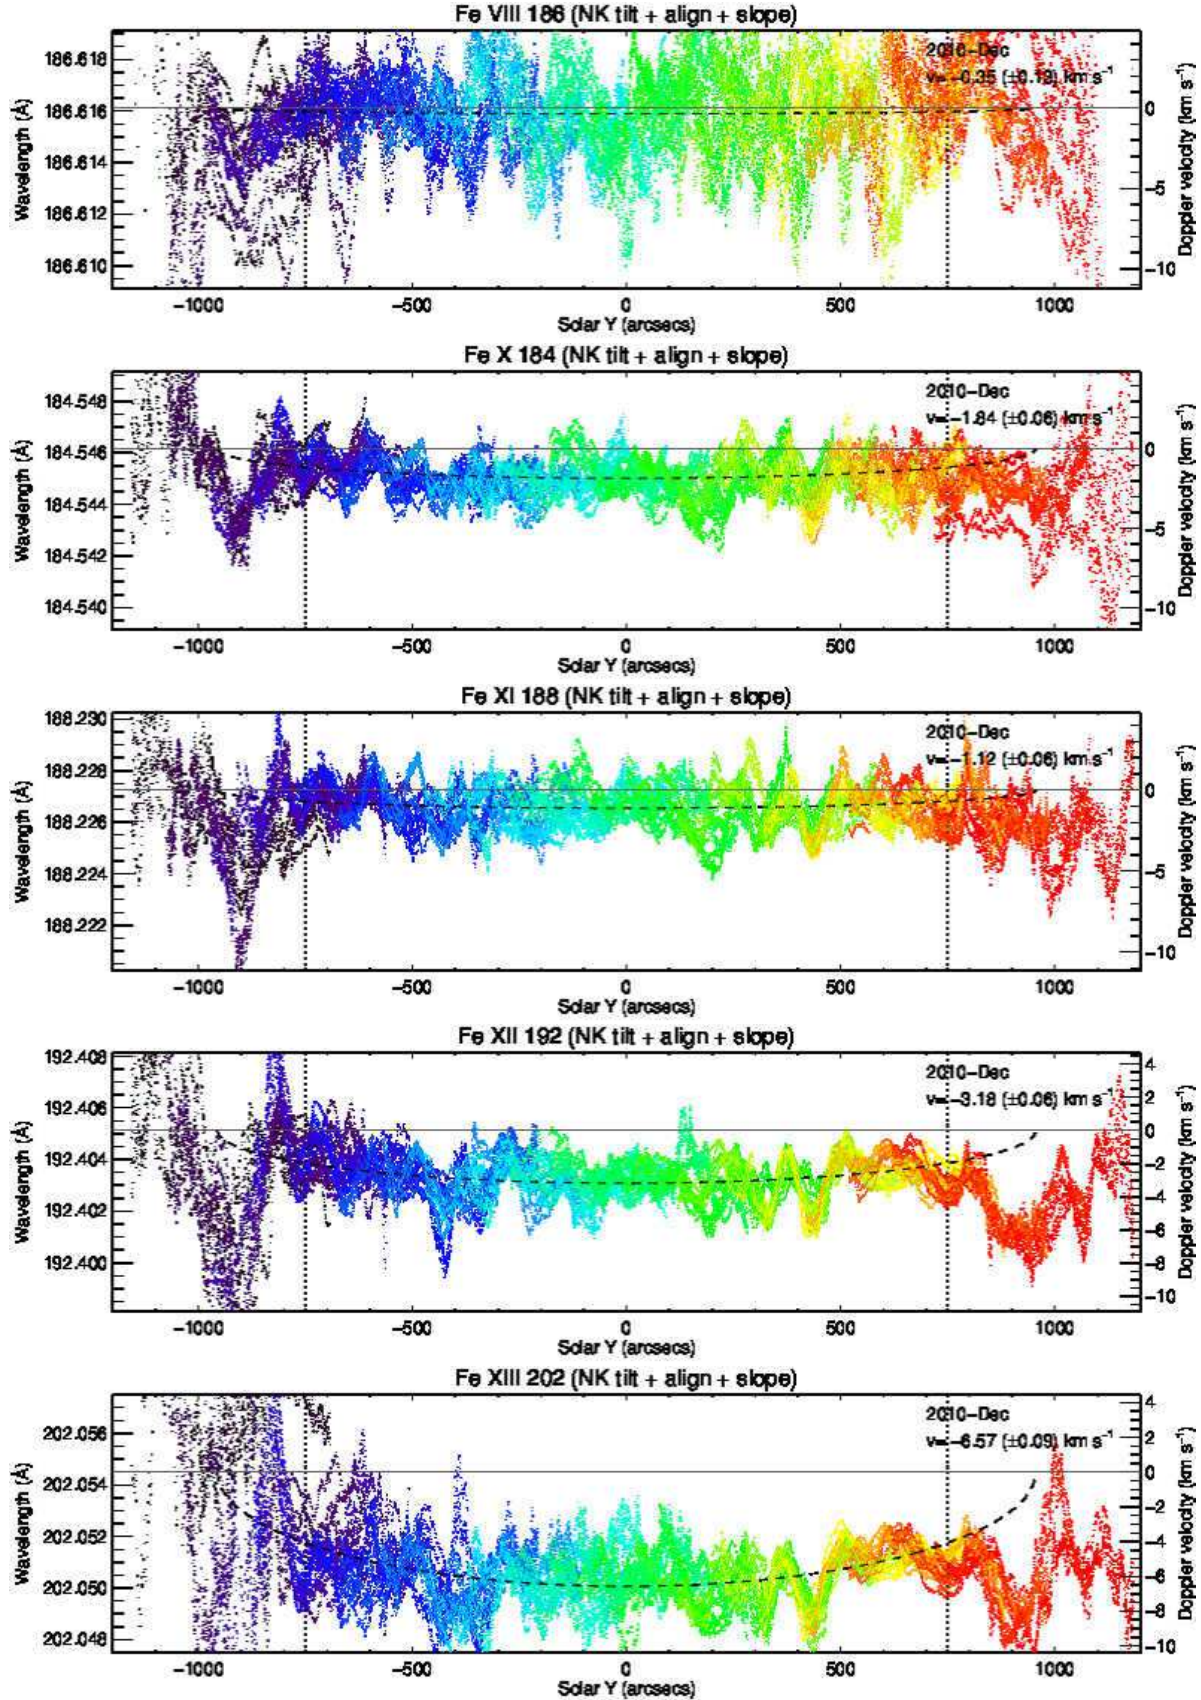 Fe VIII 186 (NK tilt + align + slope)
2010-Dec
v=-0.35 (±0.19) km s⁻¹
186.618
186.616
186.614
186.612
186.610
Wavelength (Å)
0
-5
-10
Doppler velocity (km s⁻¹)
-1000 -500 0 500 1000
Solar Y (arcsecs)
Fe X 184 (NK tilt + align + slope)
2010-Dec
v=-1.84 (±0.06) km s⁻¹
184.548
184.546
184.544
184.542
184.540
Wavelength (Å)
0
-5
-10
Doppler velocity (km s⁻¹)
-1000 -500 0 500 1000
Solar Y (arcsecs)
Fe XI 188 (NK tilt + align + slope)
2010-Dec
v=-1.12 (±0.06) km s⁻¹
188.230
188.228
188.226
188.224
188.222
Wavelength (Å)
0
-5
-10
Doppler velocity (km s⁻¹)
-1000 -500 0 500 1000
Solar Y (arcsecs)
Fe XII 192 (NK tilt + align + slope)
2010-Dec
v=-3.18 (±0.06) km s⁻¹
192.408
192.406
192.404
192.402
192.400
Wavelength (Å)
4
2
0
-2
-4
-6
-8
-10
Doppler velocity (km s⁻¹)
-1000 -500 0 500 1000
Solar Y (arcsecs)
Fe XIII 202 (NK tilt + align + slope)
2010-Dec
v=-6.57 (±0.09) km s⁻¹
202.056
202.054
202.052
202.050
202.048
Wavelength (Å)
4
2
0
-2
-4
-6
-8
-10
Doppler velocity (km s⁻¹)
-1000 -500 0 500 1000
Solar Y (arcsecs)